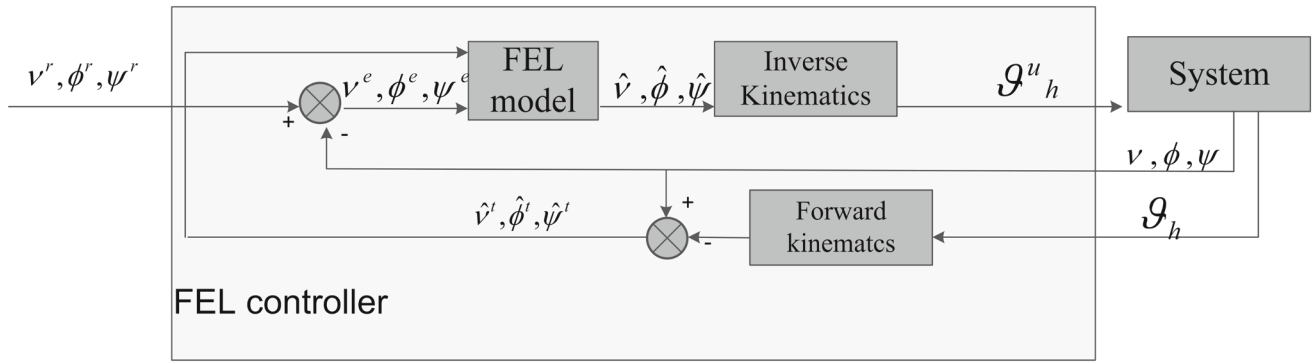 ν^r, ϕ^r, ψ^r
+
-
ν^e, ϕ^e, ψ^e
FEL
model
ν̂, ϕ̂, ψ̂
Inverse
Kinematics
ϑ^u_h
System
ν, ϕ, ψ
+
-
ν̂^t, ϕ̂^t, ψ̂^t
Forward
kinematcs
ϑ_h
FEL controller